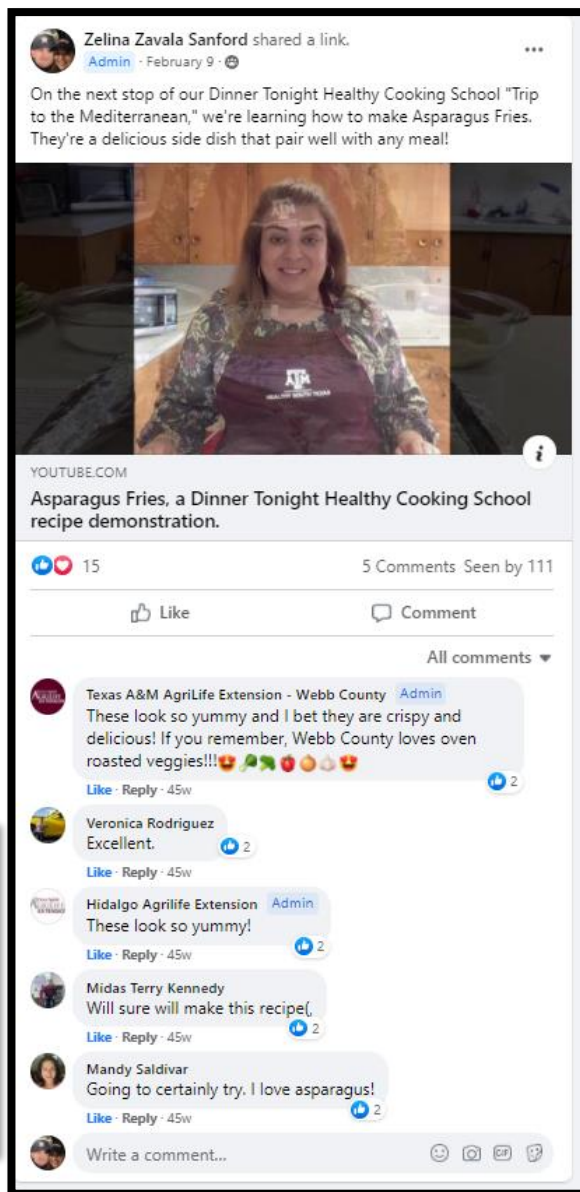 Zelina Zavala Sanford shared a link.
Admin · February 9 ·
On the next stop of our Dinner Tonight Healthy Cooking School "Trip
to the Mediterranean," we're learning how to make Asparagus Fries.
They're a delicious side dish that pair well with any meal!
ĀTM
HEALTHY SOUTH TEXAS
i
YOUTUBE.COM
Asparagus Fries, a Dinner Tonight Healthy Cooking School
recipe demonstration.
15 5 Comments Seen by 111
Like Comment
All comments
Texas A&M AgriLife Extension - Webb County Admin
These look so yummy and I bet they are crispy and
delicious! If you remember, Webb County loves oven
roasted veggies!!!
2
Like · Reply · 45w
Veronica Rodriguez
Excellent.
2
Like · Reply · 45w
Hidalgo Agrilife Extension Admin
These look so yummy!
2
Like · Reply · 45w
Midas Terry Kennedy
Will sure will make this recipe(,
2
Like · Reply · 45w
Mandy Saldivar
Going to certainly try. I love asparagus!
2
Like · Reply · 45w
Write a comment...
GIF